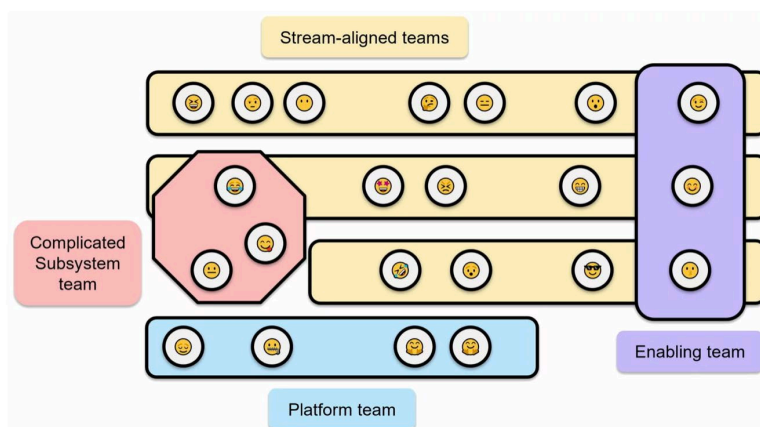 Stream-aligned teams
Complicated
Subsystem
team
Enabling team
Platform team